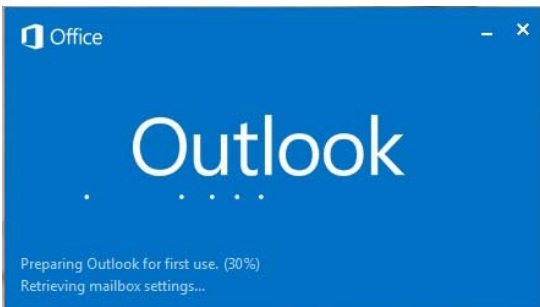 Office
Outlook
Preparing Outlook for first use. (30%)
Retrieving mailbox settings...